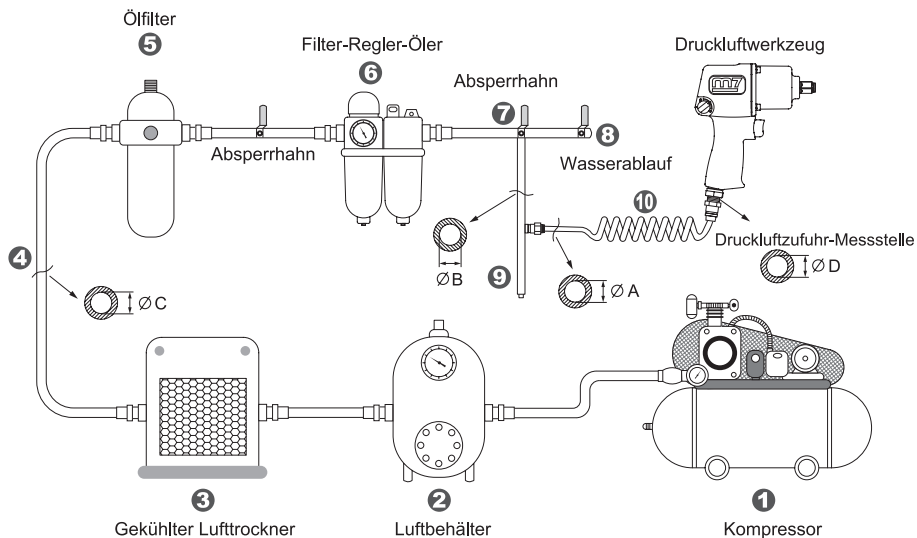 Ölfilter
5
Filter-Regler-Öler
6
Druckluftwerkzeug
Absperrhahn
7
m7
8
Absperrhahn
Wasserablauf
10
Druckluftzufuhr-Messstelle
4
ØB
9
ØA
ØD
ØC
3
Gekühlter Lufttrockner
2
Luftbehälter
1
Kompressor